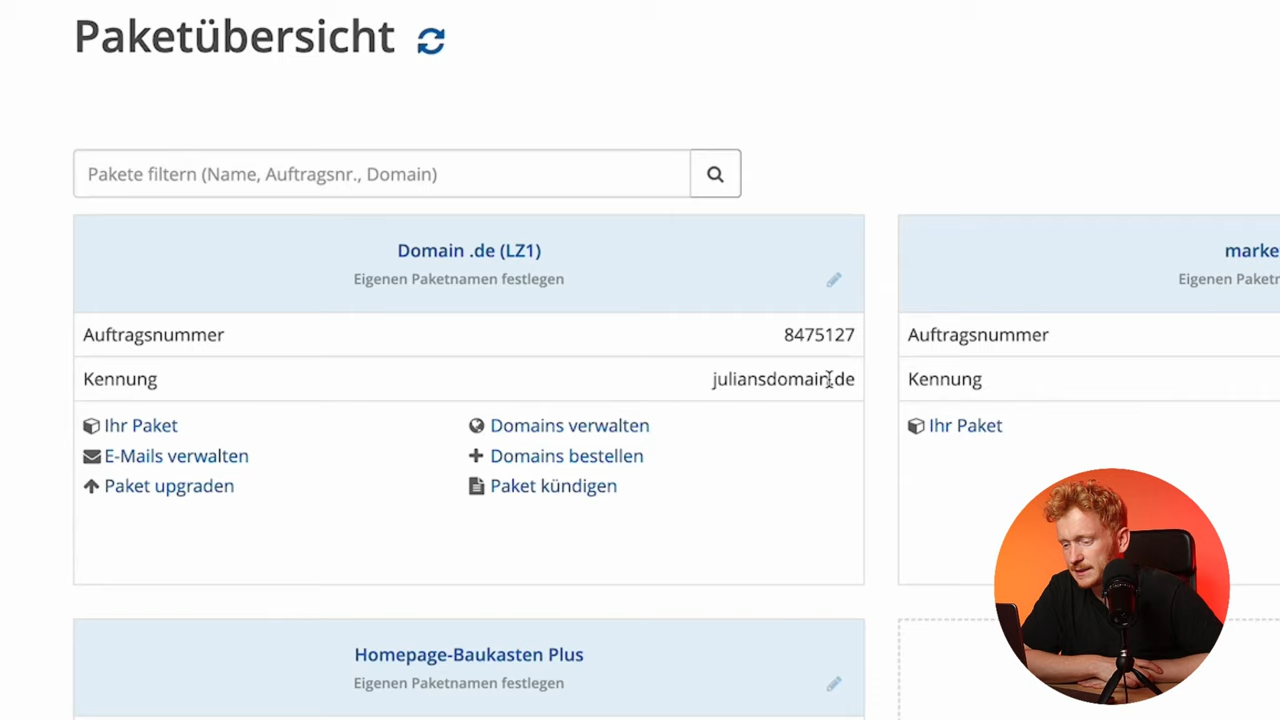 Paketübersicht
Pakete filtern (Name, Auftragsnr., Domain)
Domain .de (LZ1)
Eigenen Paketnamen festlegen
Auftragsnummer 8475127
Kennung juliansdomain.de
Ihr Paket
Domains verwalten
E-Mails verwalten
Domains bestellen
Paket upgraden
Paket kündigen
marke
Eigenen Paketn
Auftragsnummer
Kennung
Ihr Paket
Homepage-Baukasten Plus
Eigenen Paketnamen festlegen